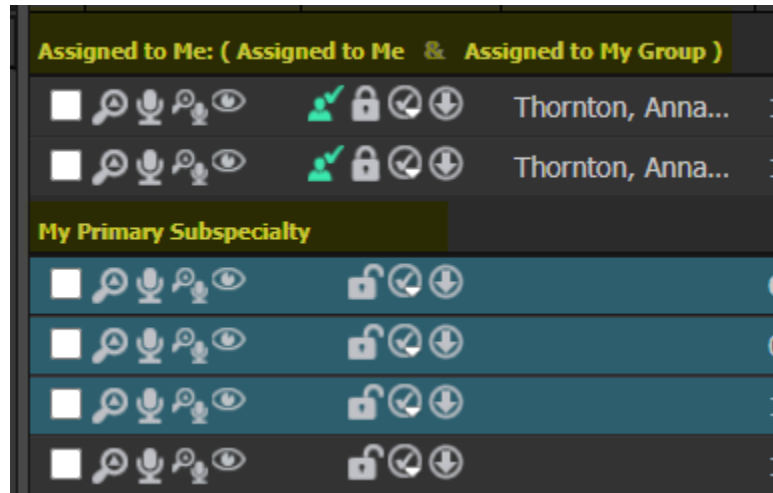 Assigned to Me: ( Assigned to Me & Assigned to My Group )
Thornton, Anna...
Thornton, Anna...
My Primary Subspecialty